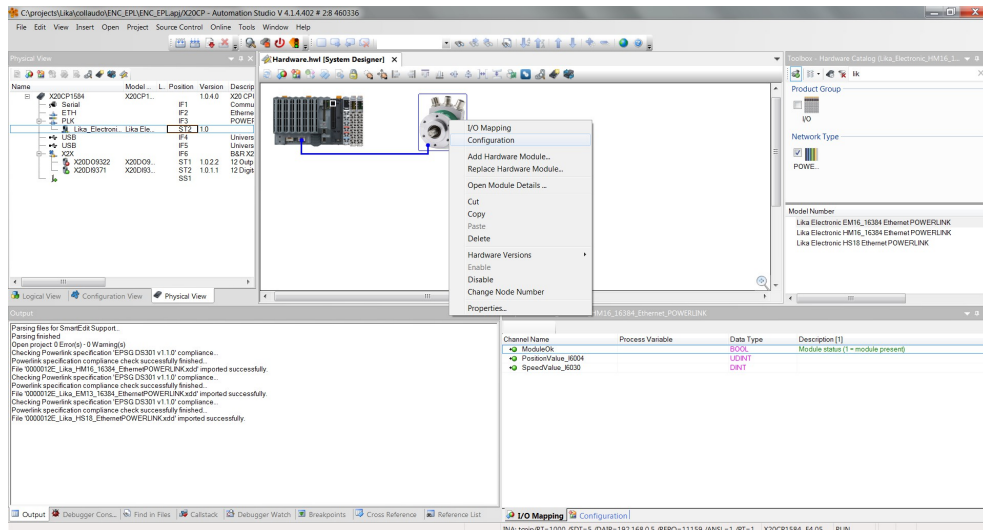 C:\projects\Lika\collaudo\ENC_EPL\ENC_EPL.apj/X20CP - Automation Studio V 4.1.4.402 # 2:8 460336
File Edit View Insert Open Project Source Control Online Tools Window Help
Physical View
Name Model ... L.. Position Version Descrip
X20CP1584 X20CP1... 1.0.4.0 X20 CP
Serial IF1 Commu
ETH IF2 Etherne
PLK IF3 POWER
Lika_Electroni... Lika Ele... ST2 1.0
USB IF4 Univers
USB IF5 Univers
X2X IF6 B&R X2
X20DO9322 X20DO9... ST1 1.0.2.2 12 Outp
X20DI9371 X20DI93... ST2 1.0.1.1 12 Digit
SS1
Logical View Configuration View Physical View
Hardware.hwl [System Designer] X
I/O Mapping
Configuration
Add Hardware Module...
Replace Hardware Module...
Open Module Details ...
Cut
Copy
Paste
Delete
Hardware Versions
Enable
Disable
Change Node Number
Properties...
Toolbox - Hardware Catalog (Lika_Electronic_HM16_1...
lik
Product Group
I/O
Network Type
POWE...
Model Number
Lika Electronic EM16_16384 Ethernet POWERLINK
Lika Electronic HM16_16384 Ethernet POWERLINK
Lika Electronic HS18 Ethernet POWERLINK
Output
Parsing files for SmartEdit Support...
Parsing finished
Open project: 0 Error(s) - 0 Warning(s)
Checking Powerlink specification 'EPSG DS301 v1.1.0' compliance...
Powerlink specification compliance check successfully finished...
File '0000012E_Lika_HM16_16384_EthernetPOWERLINK.xdd' imported successfully.
Checking Powerlink specification 'EPSG DS301 v1.1.0' compliance...
Powerlink specification compliance check successfully finished...
File '0000012E_Lika_EM13_16384_EthernetPOWERLINK.xdd' imported successfully.
Checking Powerlink specification 'EPSG DS301 v1.1.0' compliance...
Powerlink specification compliance check successfully finished...
File '0000012E_Lika_HS18_EthernetPOWERLINK.xdd' imported successfully.
Output Debugger Cons... Find in Files Callstack Debugger Watch Breakpoints Cross Reference Reference List
HM16_16384_Ethernet_POWERLINK
Channel Name Process Variable Data Type Description [1]
ModuleOk BOOL Module status (1 = module present)
PositionValue_I6004 UDINT
SpeedValue_I6030 DINT
I/O Mapping Configuration
X20CP1584 F4.05 RUN